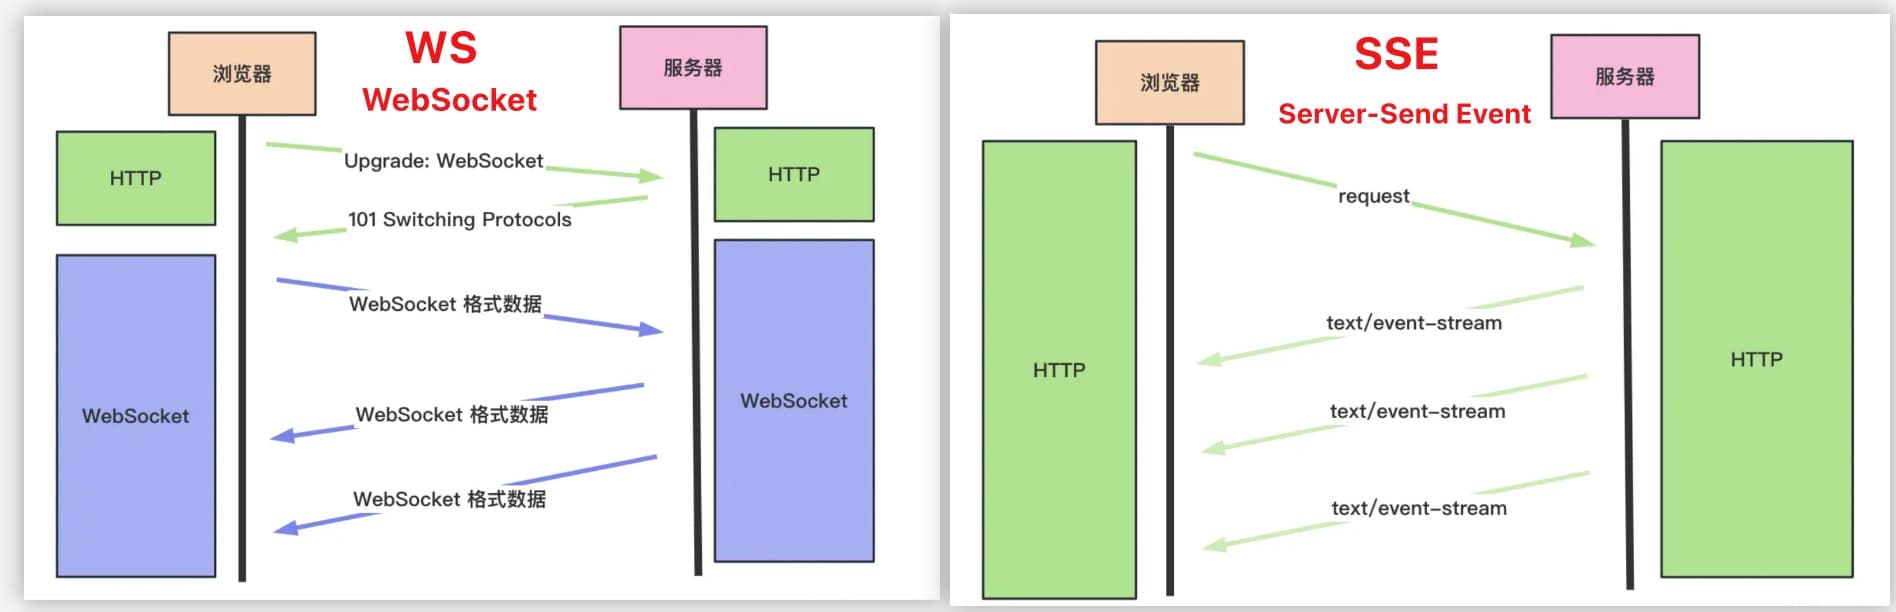 浏览器
WS
WebSocket
服务器
HTTP
HTTP
Upgrade: WebSocket
101 Switching Protocols
WebSocket 格式数据
WebSocket 格式数据
WebSocket 格式数据
WebSocket
WebSocket
浏览器
SSE
Server-Send Event
服务器
request
text/event-stream
text/event-stream
text/event-stream
HTTP
HTTP